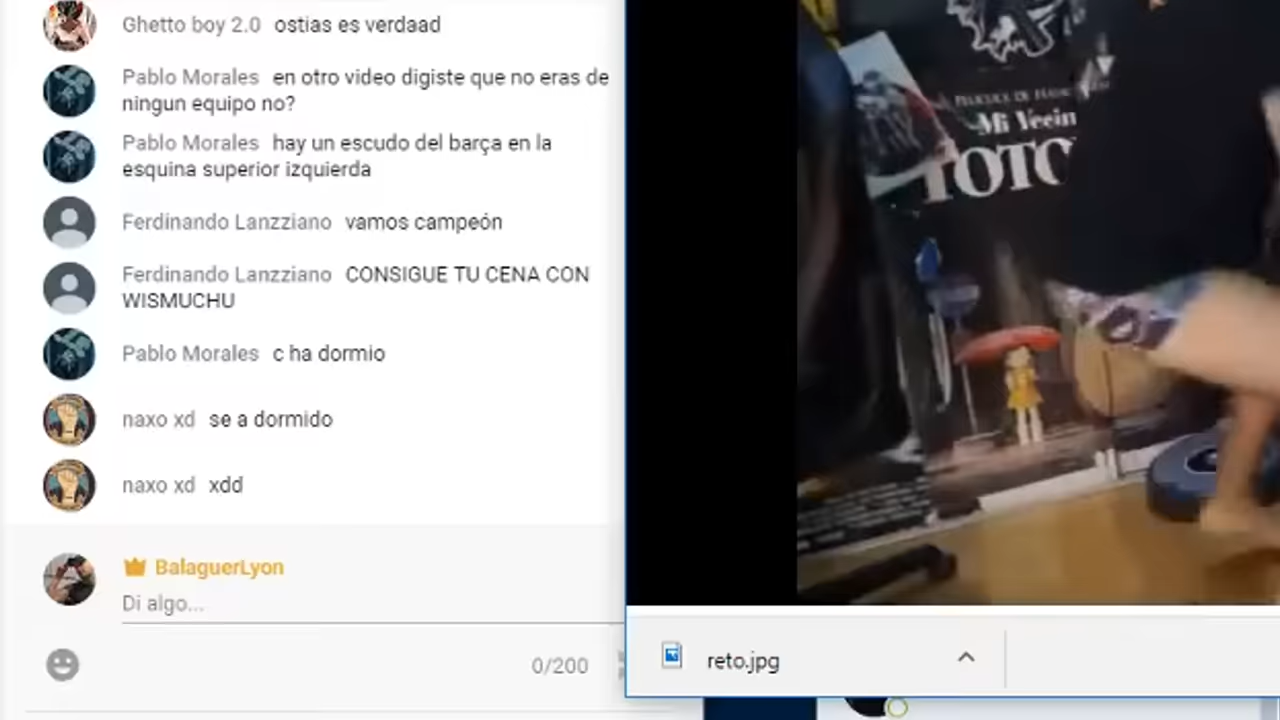 Ghetto boy 2.0 ostias es verdaad
Pablo Morales en otro video digiste que no eras de
ningun equipo no?
Pablo Morales hay un escudo del barça en la
esquina superior izquierda
Ferdinando Lanzziano vamos campeón
Ferdinando Lanzziano CONSIGUE TU CENA CON
WISMUCHU
Pablo Morales c ha dormio
naxo xd se a dormido
naxo xd xdd
BalaguerLyon
Di algo...
0/200
Mi Vecin
TOTO
reto.jpg